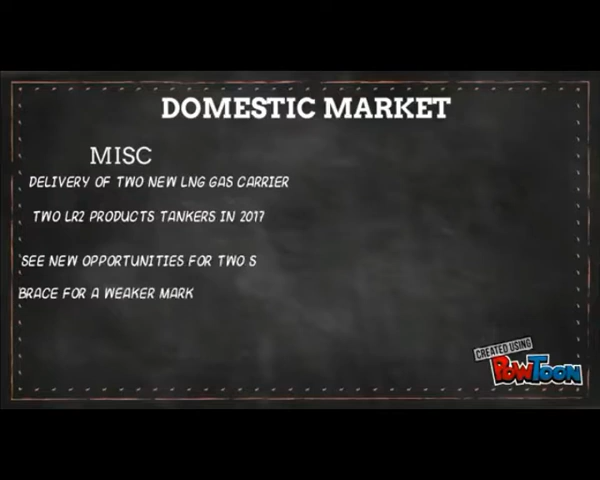 DOMESTIC MARKET
MISC
DELIVERY OF TWO NEW LNG GAS CARRIER
TWO LR2 PRODUCTS TANKERS IN 2017
SEE NEW OPPORTUNITIES FOR TWO S
BRACE FOR A WEAKER MARK
CREATED USING
POWTOON